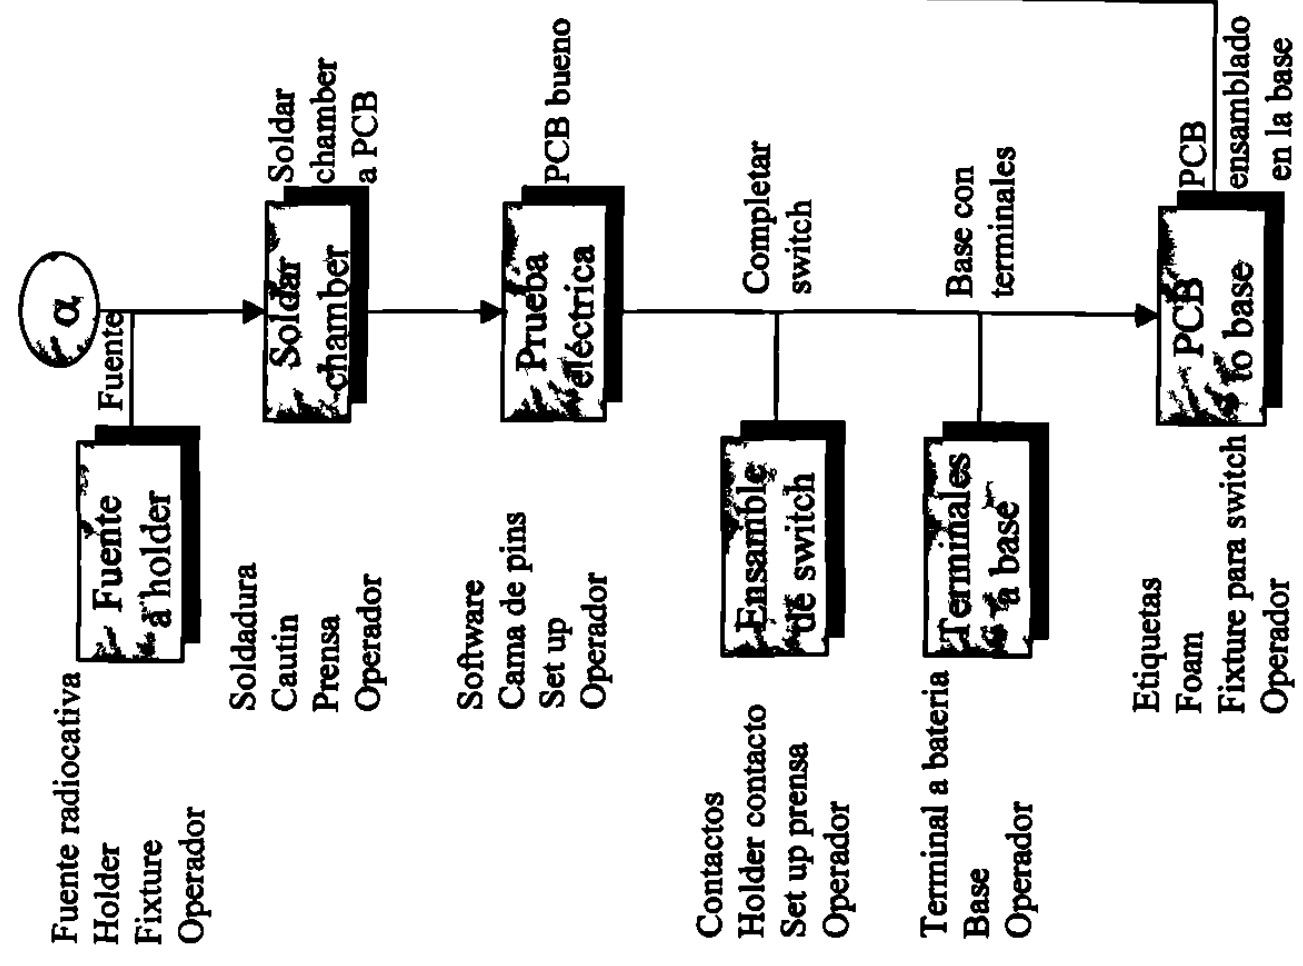 α
Fuente
Fuente
a holder
Fuente radiocativa
Holder
Fixture
Operador
Soldar
chamber
Soldar
chamber
a PCB
Soldadura
Cautin
Prensa
Operador
Prueba
eléctrica
PCB bueno
Software
Cama de pins
Set up
Operador
Completar
switch
Ensamble
de switch
Contactos
Holder contacto
Set up prensa
Operador
Base con
terminales
Terminales
a base
Terminal a bateria
Base
Operador
PCB
to base
PCB
ensamblado
en la base
Etiquetas
Foam
Fixture para switch
Operador